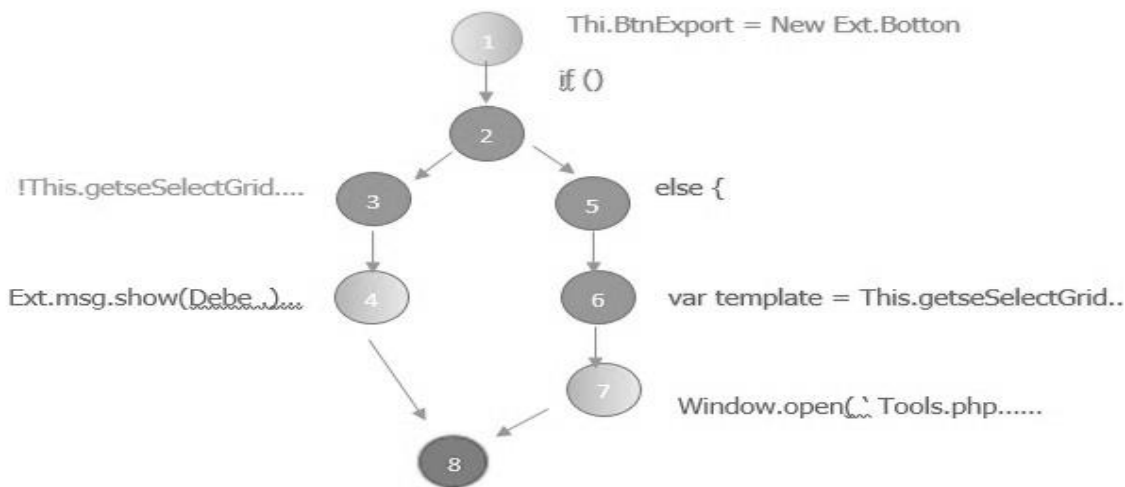 1
Thi.BtnExport = New Ext.Botton
if ()
2
!This.getseSelectGrid....
3
5
else {
Ext.msg.show(Debe ,)...
4
6
var template = This.getseSelectGrid..
7
Window.open(` Tools.php......
8